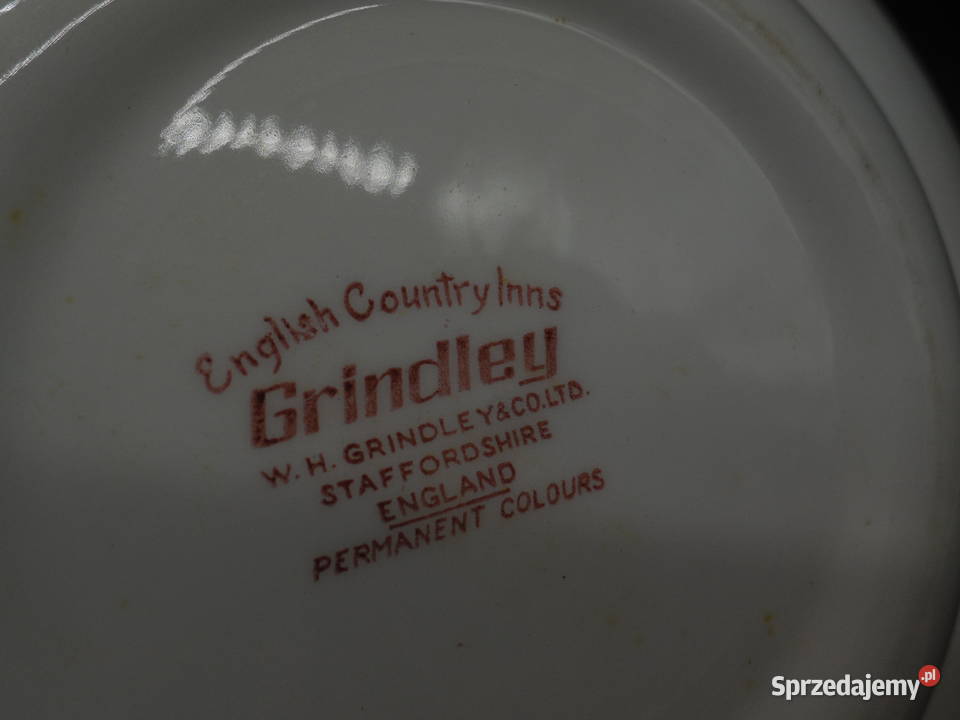 English Country Inns
Grindley
W. H. GRINDLEY & CO. LTD.
STAFFORDSHIRE
ENGLAND
PERMANENT COLOURS
Sprzedajemy.pl